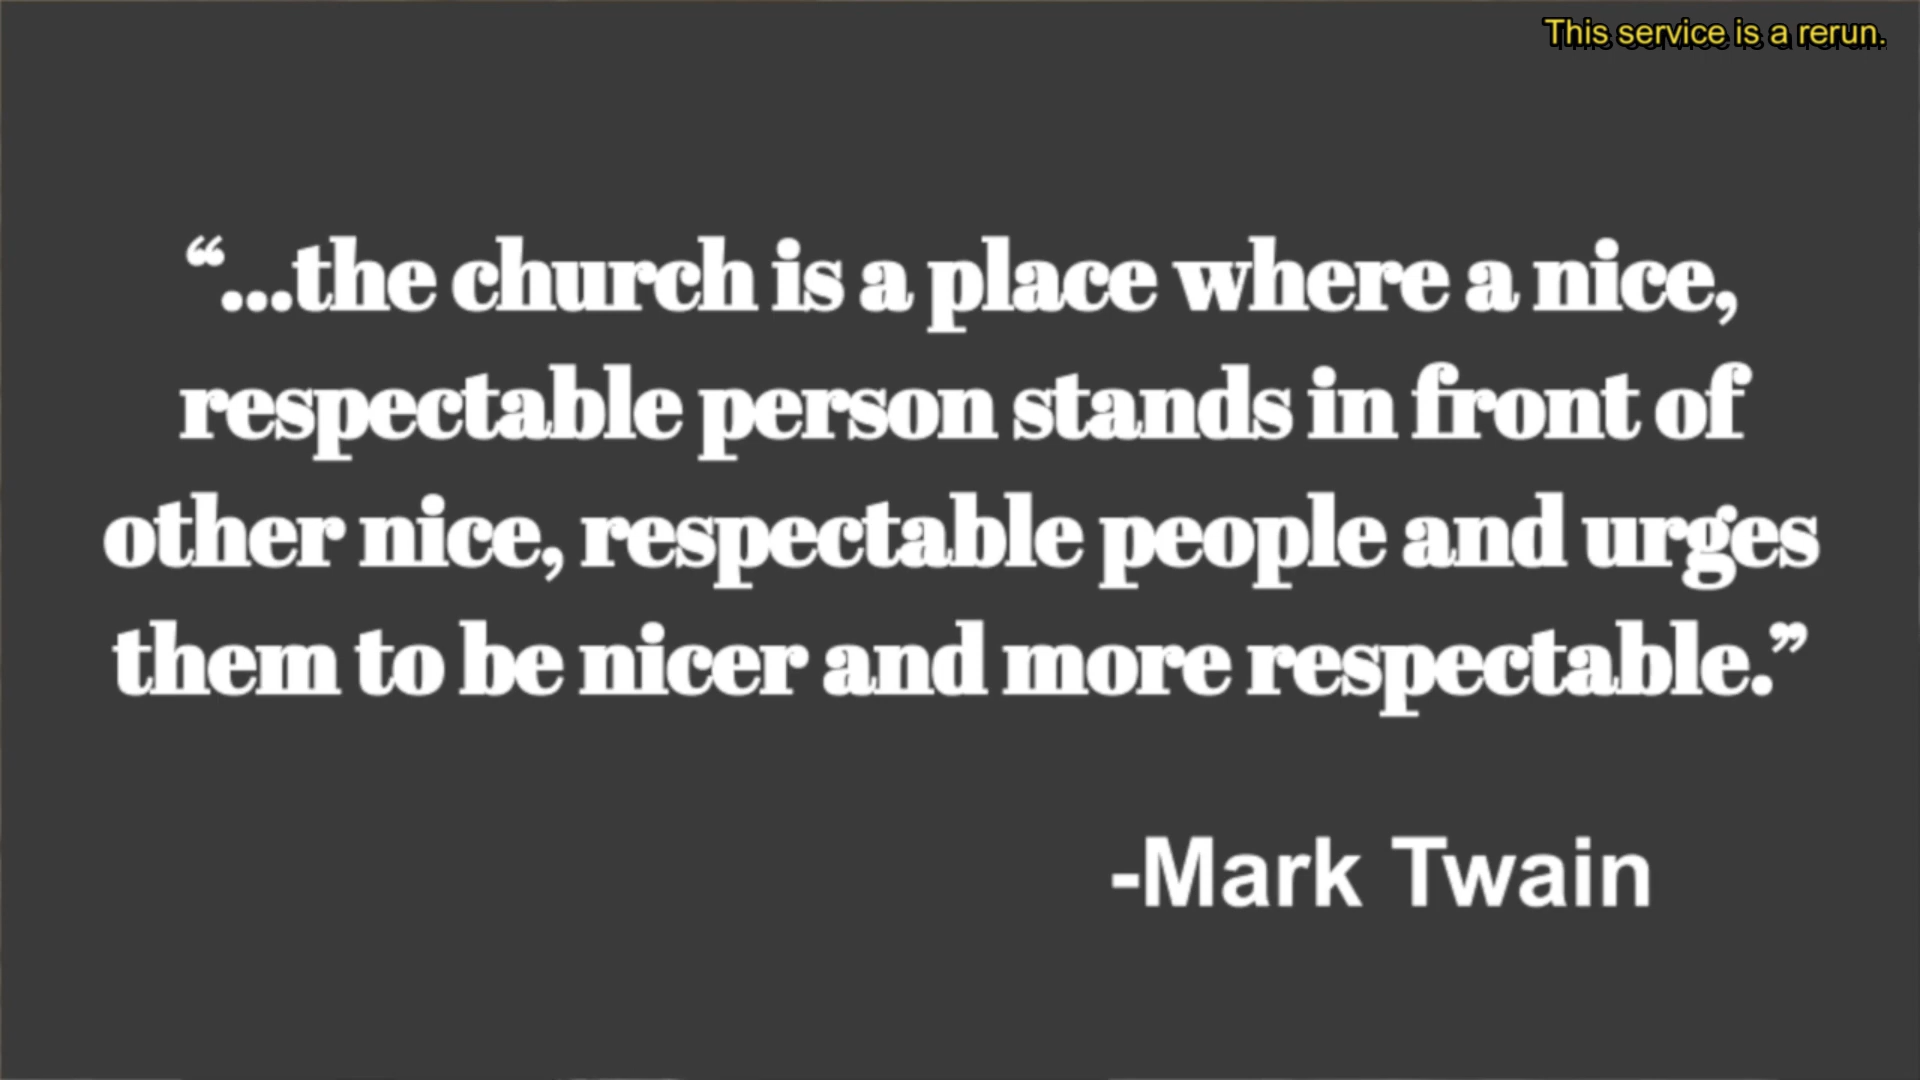 This service is a rerun.
“...the church is a place where a nice,
respectable person stands in front of
other nice, respectable people and urges
them to be nicer and more respectable.”
-Mark Twain